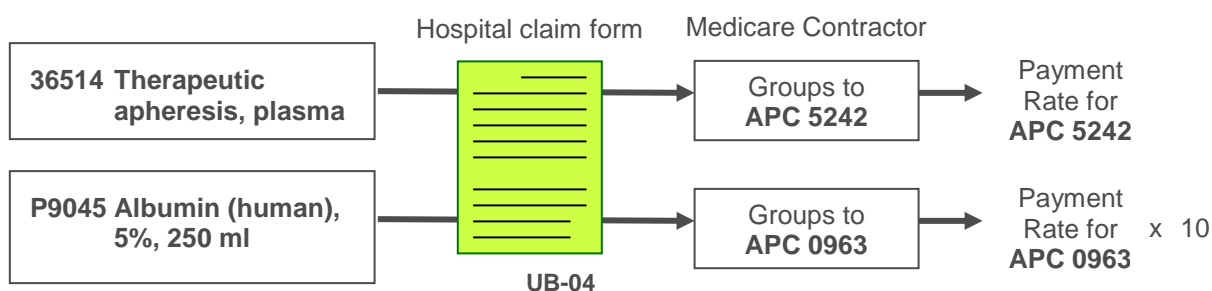 Hospital claim form
Medicare Contractor
36514 Therapeutic
apheresis, plasma
Groups to
APC 5242
Payment
Rate for
APC 5242
P9045 Albumin (human),
5%, 250 ml
Groups to
APC 0963
Payment
Rate for x 10
APC 0963
UB-04